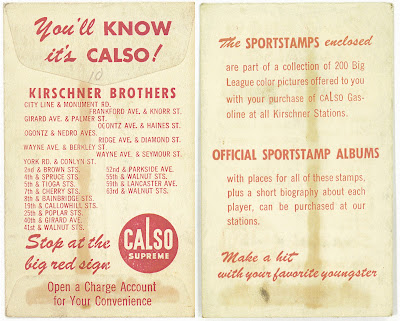 You'll KNOW
it's CALSO!
10
KIRSCHNER BROTHERS
CITY LINE & MONUMENT RD.
FRANKFORD AVE. & KNORR ST.
GIRARD AVE. & PALMER ST.
OGONTZ AVE. & HAINES ST.
OGONTZ & NEDRO AVES.
RIDGE AVE. & DIAMOND ST.
WAYNE AVE. & BERKLEY ST.
WAYNE AVE. & SEYMOUR ST.
YORK RD. & CONLYN ST.
2nd & BROWN STS.
4th & SPRUCE STS.
5th & TIOGA STS.
7th & CHERRY STS.
8th & BAINBRIDGE STS.
19th & CALLOWHILL STS.
25th & POPLAR STS.
40th & GIRARD AVE.
41st & WALNUT STS.
52nd & PARKSIDE AVE.
55th & WALNUT STS.
59th & LANCASTER AVE.
63rd & WALNUT STS.
Stop at the
big red sign
CALSO
SUPREME
Open a Charge Account
for Your Convenience
The SPORTSTAMPS enclosed
are part of a collection of 200 Big
League color pictures offered to you
with your purchase of CALSO Gas-
oline at all Kirschner Stations.
OFFICIAL SPORTSTAMP ALBUMS
with places for all of these stamps,
plus a short biography about each
player, can be purchased at our
stations.
Make a hit
with your favorite youngster